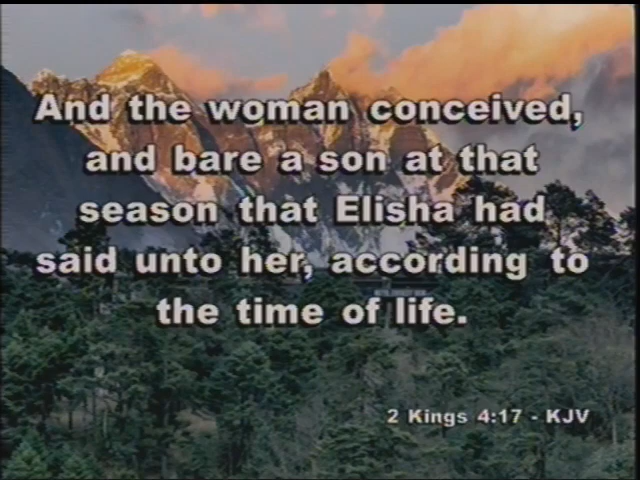 And the woman conceived,
and bare a son at that
season that Elisha had
said unto her, according to
the time of life.
2 Kings 4:17 - KJV